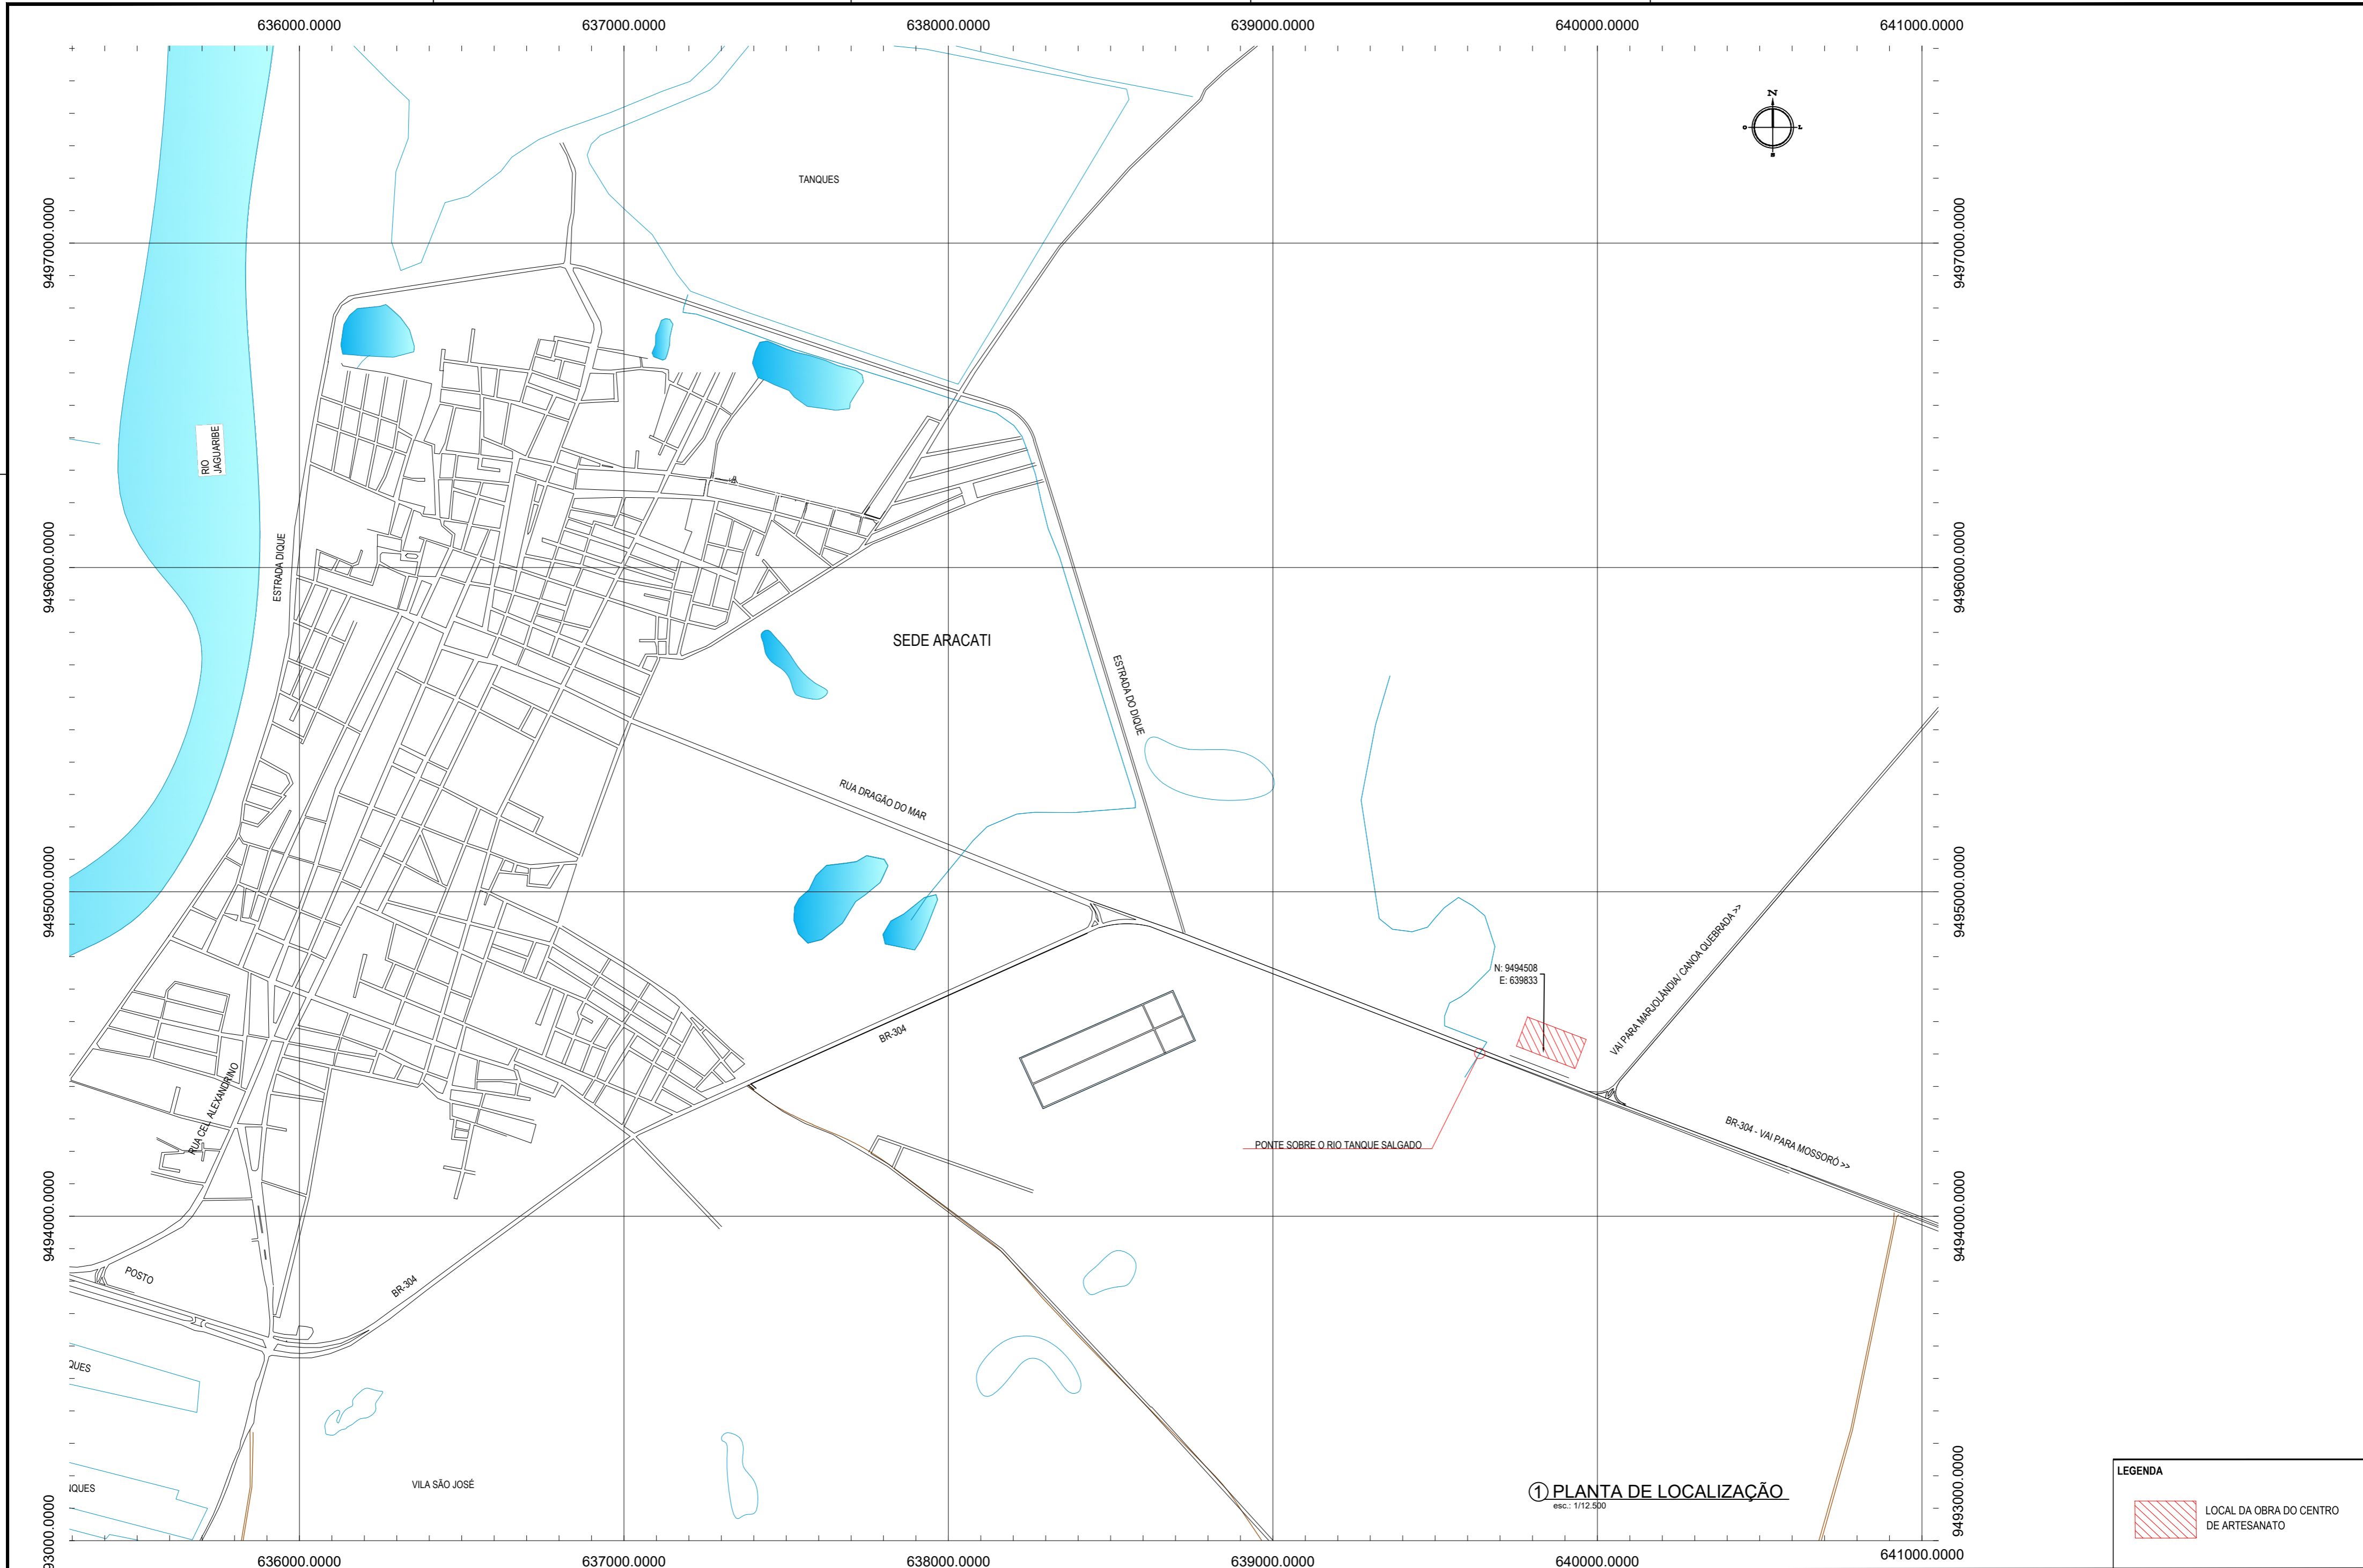 636000.0000
637000.0000
638000.0000
639000.0000
640000.0000
641000.0000
N
O
L
S
TANQUES
9497000.0000
9497000.0000
RIO
JAGUARIBE
ESTRADA DIQUE
9496000.0000
9496000.0000
SEDE ARACATI
ESTRADA DO DIQUE
RUA DRAGÃO DO MAR
9495000.0000
9495000.0000
VAI PARA MARJOLÂNDIA/ CANOA QUEBRADA >>
N: 9494508
E: 639833
BR-304
RUA CEL. ALEXANDRINO
PONTE SOBRE O RIO TANQUE SALGADO
BR-304 - VAI PARA MOSSORÓ >>
9494000.0000
9494000.0000
POSTO
BR-304
QUES
VILA SÃO JOSÉ
NQUES
1 PLANTA DE LOCALIZAÇÃO
esc.: 1/12.500
93000.0000
9493000.0000
LEGENDA
LOCAL DA OBRA DO CENTRO
DE ARTESANATO
636000.0000
637000.0000
638000.0000
639000.0000
640000.0000
641000.0000